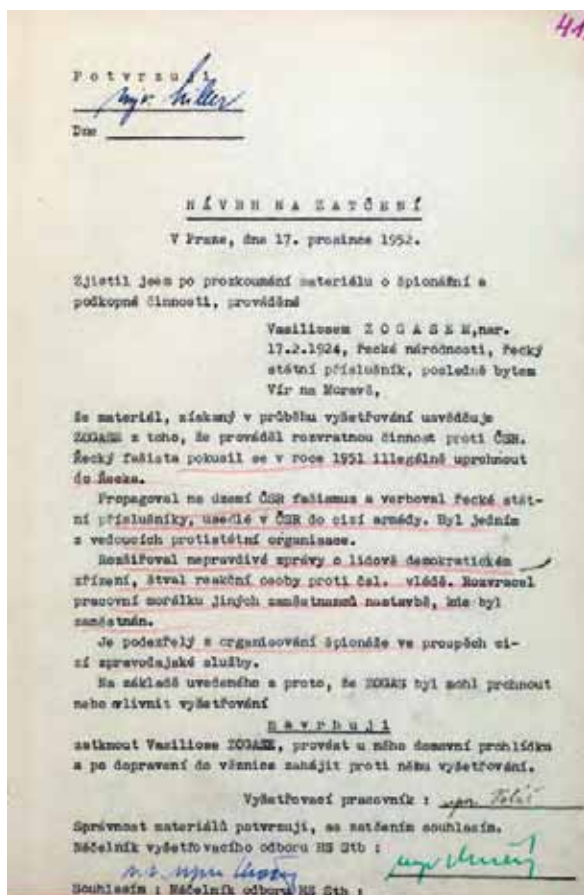 41
Potvrzuji
Dne
NÁVRH NA ZATČENÍ
V Praze, dne 17. prosince 1952.
Zjistil jsem po prozkoumání materiálu o špionážní a
podkopné činnosti, prováděné
Vasiliosem ZOGASEM, nar.
17.2.1924, řecké národnosti, řecký
státní příslušník, posledně bytem
Vír na Moravě,
že materiál, získaný v průběhu vyšetřování usvědčuje
ZOGASE z toho, že prováděl rozvratnou činnost proti ČSR.
Řecký fašista pokusil se v roce 1951 illegálně uprchnout
do Řecka.
Propagoval na území ČSR fašismus a verboval řecké stát-
ní příslušníky, usedlé v ČSR do cizí armády. Byl jedním
z vedoucích protistátní organisace.
Rozšiřoval nepravdivé zprávy o lidově demokratickém
zřízení, štval reakční osoby proti čsl. vládě. Rozvracel
pracovní morálku jiných zaměstnanců nastavbě, kde byl
zaměstnán.
Je podezřelý z organisování špionáže ve prospěch ci-
zí zpravodajské služby.
Na základě uvedeného a proto, že ZOGAS by mohl prchnout
nebo ovlivnit vyšetřování
navrhuji
zatknout Vasiliose ZOGASE, provést u něho domovní prohlídku
a po dopravení do věznice zahájit proti němu vyšetřování.
Vyšetřovací pracovník :
Správnost materiálů potvrzuji, se zatčením souhlasím.
Náčelník vyšetřovacího odboru HS Stb :
Souhlasím : Náčelník odboru HS Stb :